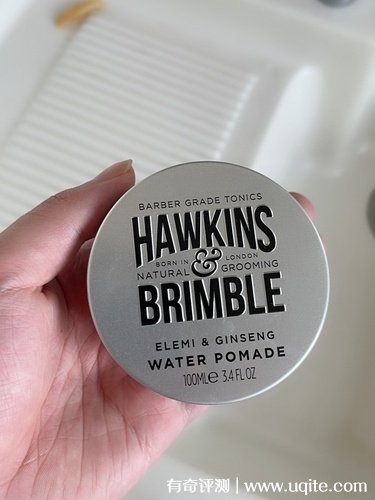 BARBER GRADE TONICS
HAWKINS
BORN IN & LONDON
NATURAL GROOMING
BRIMBLE
ELEMI & GINSENG
WATER POMADE
100ML℮ 3.4 FL OZ
有奇评测 | www.uqite.com